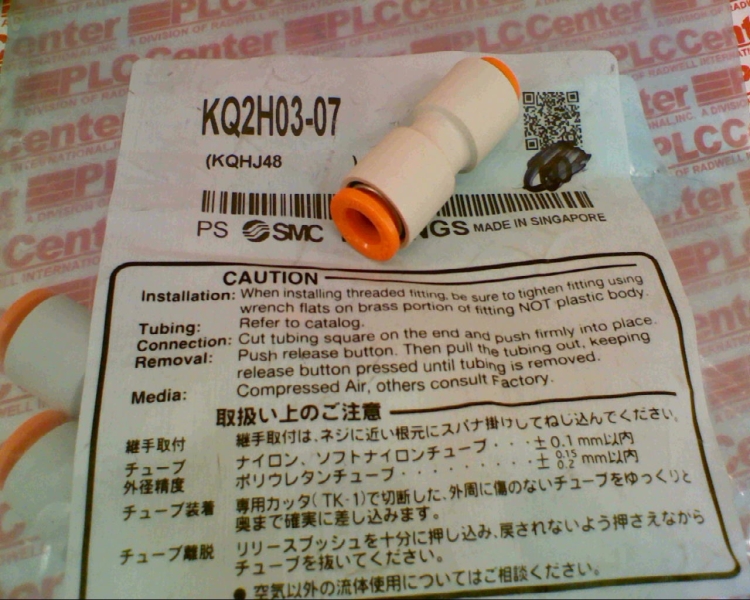 KQ2H03-07
(KQHJ48 )
PS SMC NGS MADE IN SINGAPORE
CAUTION
Installation: When installing threaded fitting, be sure to tighten fitting using
wrench flats on brass portion of fitting NOT plastic body.
Tubing: Refer to catalog.
Connection: Cut tubing square on the end and push firmly into place.
Removal: Push release button. Then pull the tubing out, keeping
release button pressed until tubing is removed.
Media: Compressed Air, others consult Factory.
取扱い上のご注意
継手取付 継手取付は、ネジに近い根元にスパナ掛けしてねじ込んでください。
チューブ ナイロン、ソフトナイロンチューブ・・・± 0.1 mm以内
外径精度 ポリウレタンチューブ・・・・・・・・・± 0.15 0.2 mm以内
チューブ装着 専用カッタ(TK-1)で切断した、外周に傷のないチューブをゆっくりと
奥まで確実に差し込みます。
チューブ離脱 リリースブッシュを十分に押し込み、戻されないよう押さえながら
チューブを抜いてください。
● 空気以外の流体使用についてはご相談ください。
PLCCenter
A DIVISION OF RADWELL INTERNATIONAL, INC.